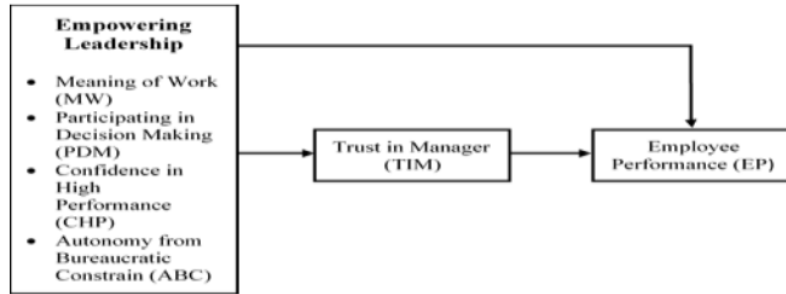 Empowering
Leadership
• Meaning of Work
(MW)
• Participating in
Decision Making
(PDM)
• Confidence in
High
Performance
(CHP)
• Autonomy from
Bureaucratic
Constrain (ABC)
Trust in Manager
(TIM)
Employee
Performance (EP)